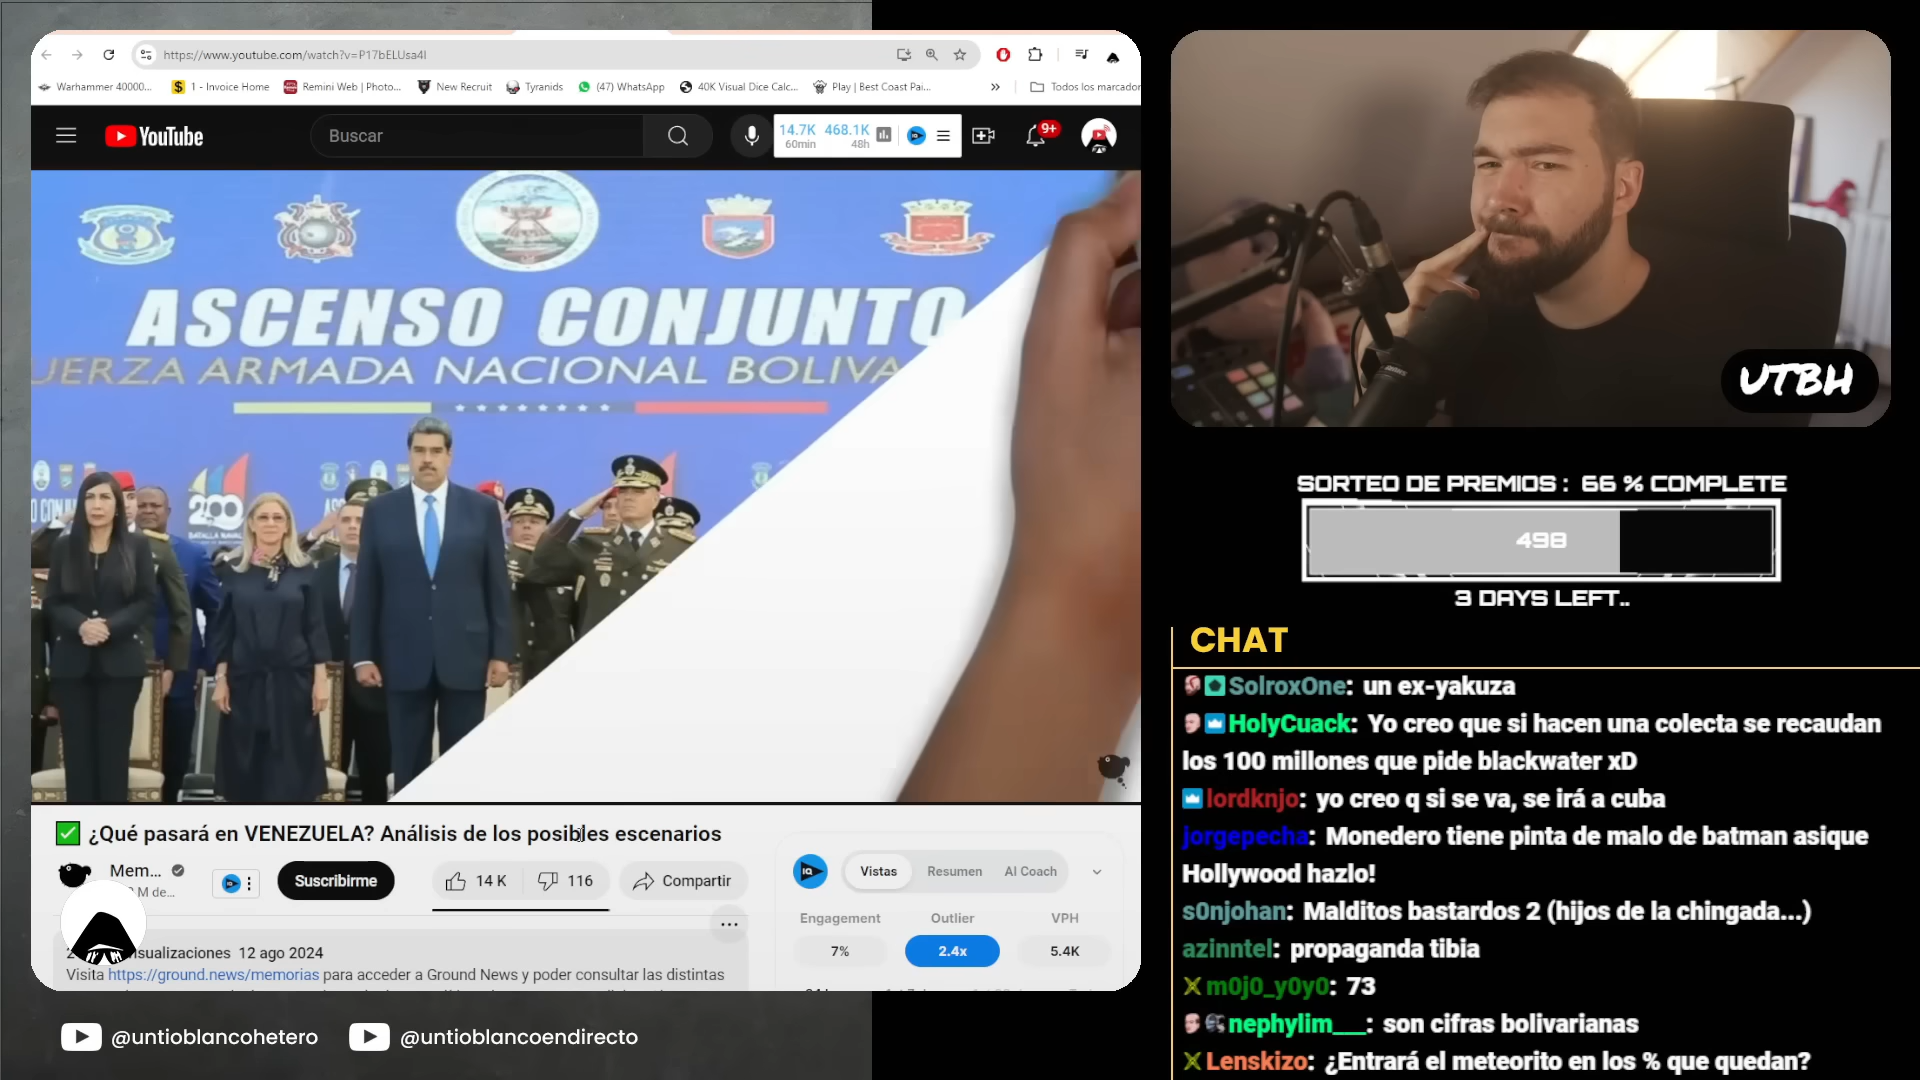 https://www.youtube.com/watch?v=P17bELUsa4I
Warhammer 40000...
1 - Invoice Home
Remini Web | Photo...
New Recruit
Tyranids
(47) WhatsApp
40K Visual Dice Calc...
Play | Best Coast Pai...
»
Todos los marcador
YouTube
Buscar
14.7K 468.1K
60min 48h
9+
ASCENSO CONJUNTO
UERZA ARMADA NACIONAL BOLIVA
200
BATALLA NAVAL
✅ ¿Qué pasará en VENEZUELA? Análisis de los posibles escenarios
Mem...
M de...
Suscribirme
14 K
116
Compartir
Vistas
Resumen
AI Coach
Engagement
Outlier
VPH
7%
2.4x
5.4K
sualizaciones 12 ago 2024
Visita https://ground.news/memorias para acceder a Ground News y poder consultar las distintas
@untioblancohetero
@untioblancoendirecto
UTBH
SORTEO DE PREMIOS : 66 % COMPLETE
498
3 DAYS LEFT..
CHAT
SolroxOne: un ex-yakuza
HolyCuack: Yo creo que si hacen una colecta se recaudan
los 100 millones que pide blackwater xD
lordknjo: yo creo q si se va, se irá a cuba
jorgepecha: Monedero tiene pinta de malo de batman asique
Hollywood hazlo!
s0njohan: Malditos bastardos 2 (hijos de la chingada...)
azinntel: propaganda tibia
m0j0_y0y0: 73
nephylim___: son cifras bolivarianas
Lenskizo: ¿Entrará el meteorito en los % que quedan?